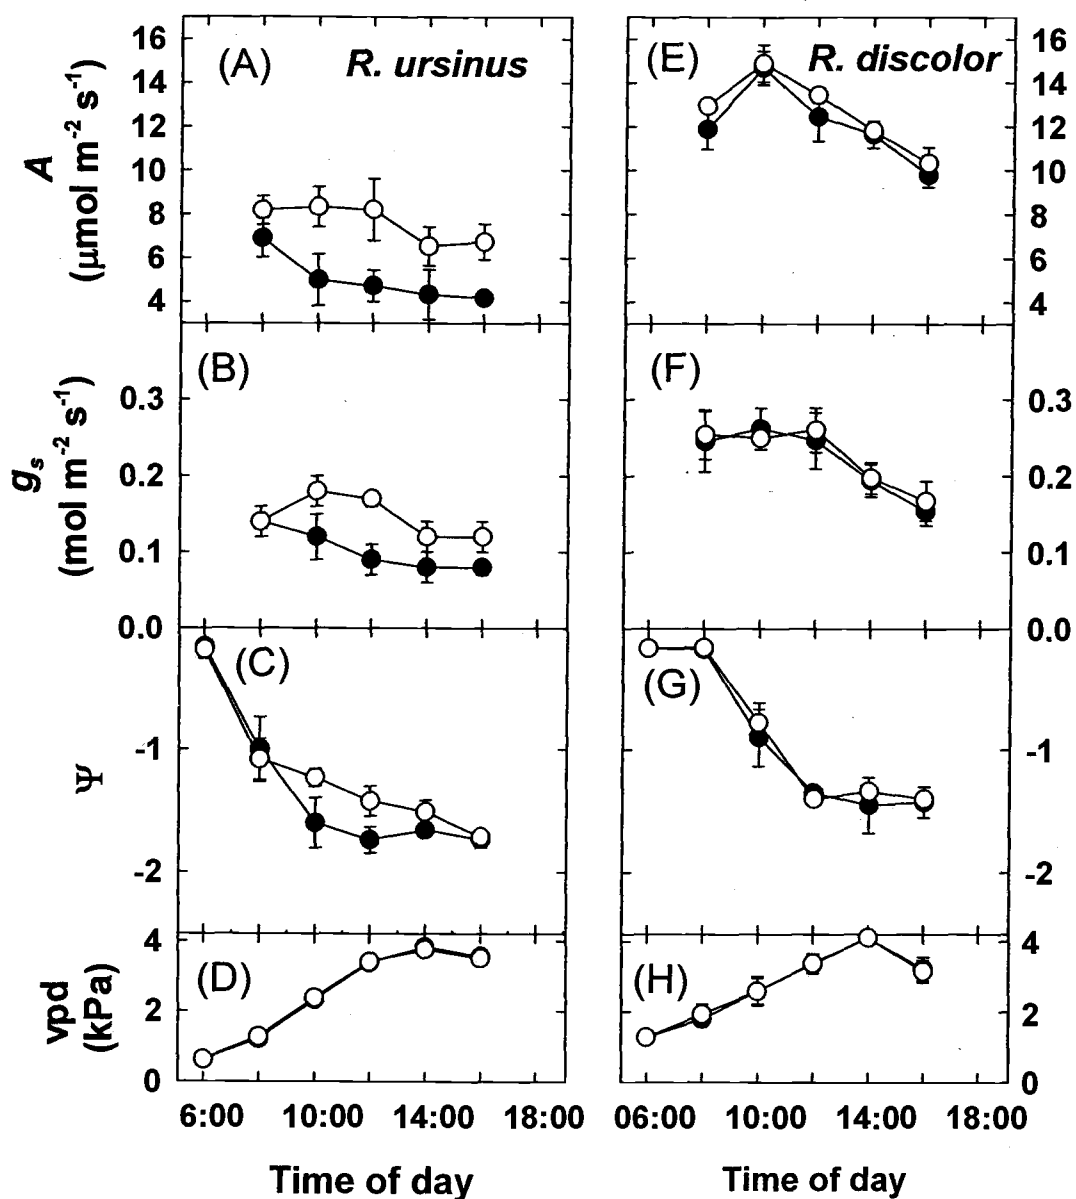 (A) R. ursinus
16
14
12
10
8
6
4
A
(μmol m-2 s-1)
(E) R. discolor
16
14
12
10
8
6
4
(B)
0.3
0.2
0.1
0.0
gs
(mol m-2 s-1)
(F)
0.3
0.2
0.1
0.0
(C)
-1
-2
Ψ
(G)
-1
-2
(D)
4
2
0
vpd
(kPa)
(H)
4
2
0
6:00 10:00 14:00 18:00
06:00 10:00 14:00 18:00
Time of day
Time of day